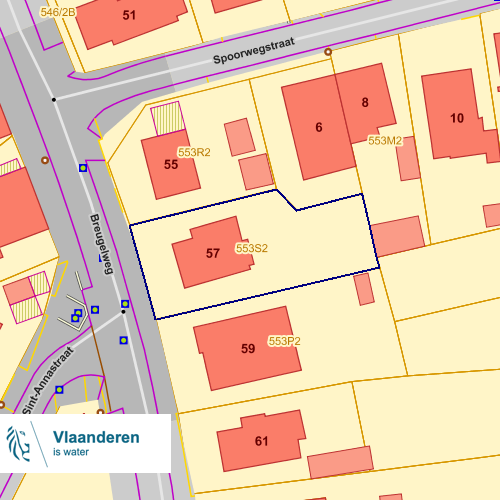 546/2B
51
Spoorwegstraat
8
6
10
553M2
553R2
55
Breugelweg
57
553S2
59
553P2
Sint-Annastraat
61
Vlaanderen
is water